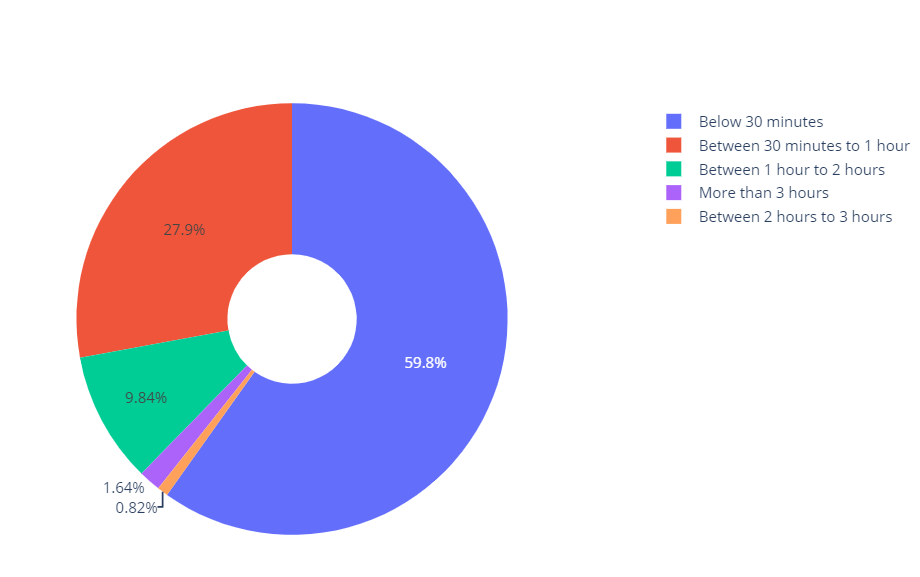 Below 30 minutes
Between 30 minutes to 1 hour
Between 1 hour to 2 hours
More than 3 hours
Between 2 hours to 3 hours
27.9%
59.8%
9.84%
1.64%
0.82%